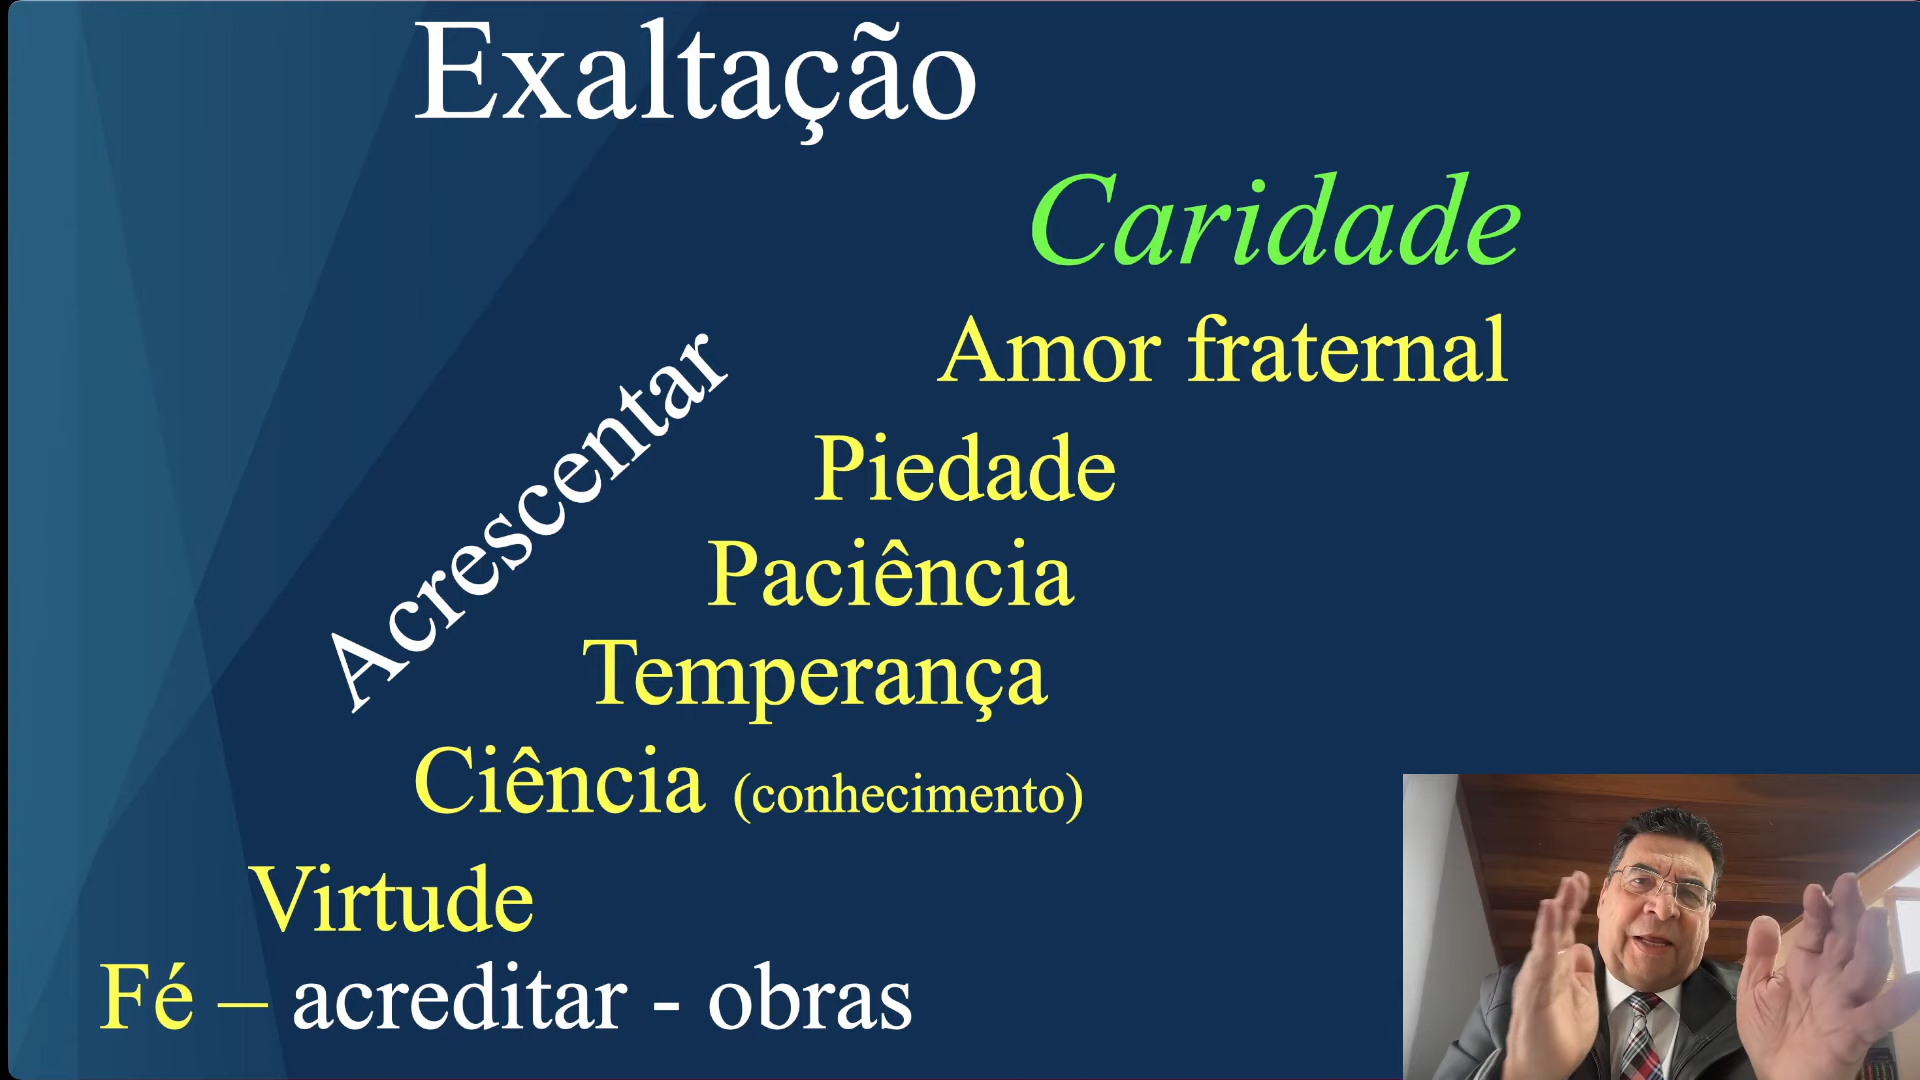 Exaltação
Caridade
Amor fraternal
Acrescentar
Piedade
Paciência
Temperança
Ciência (conhecimento)
Virtude
Fé – acreditar - obras